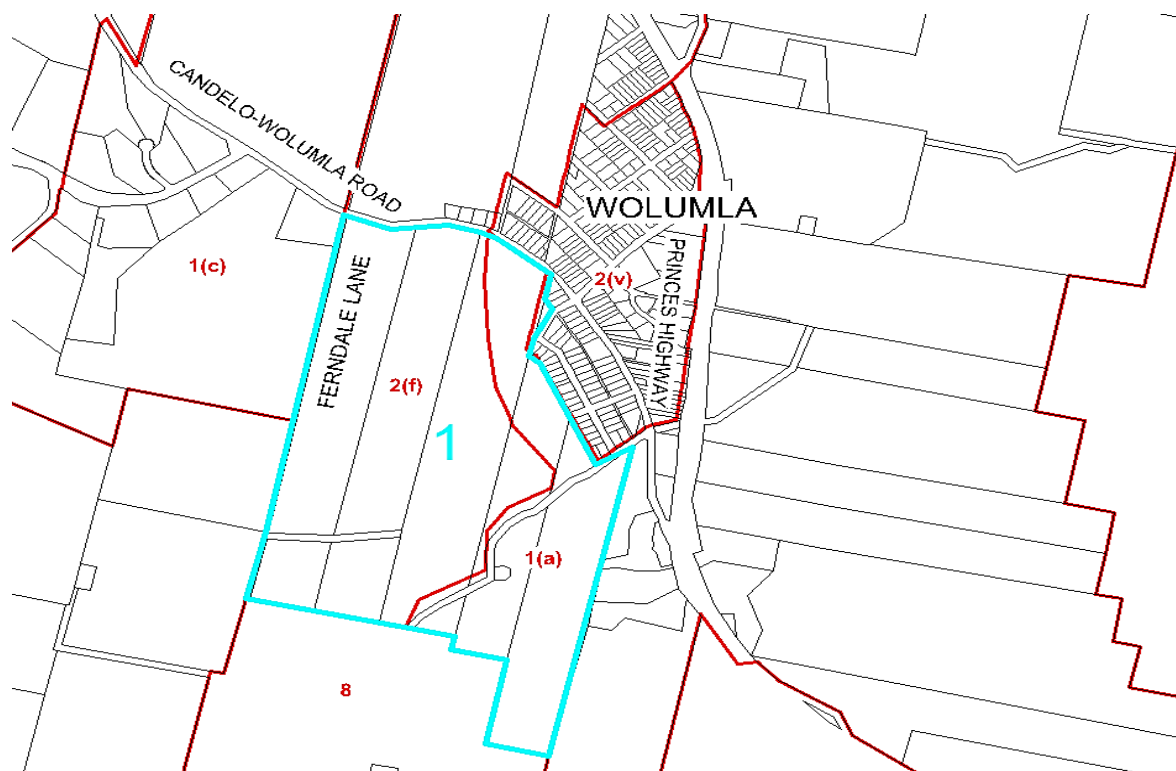 CANDELO-WOLUMLA ROAD
WOLUMLA
1(c)
2(v)
PRINCES HIGHWAY
FERNDALE LANE
2(f)
1
1(a)
8